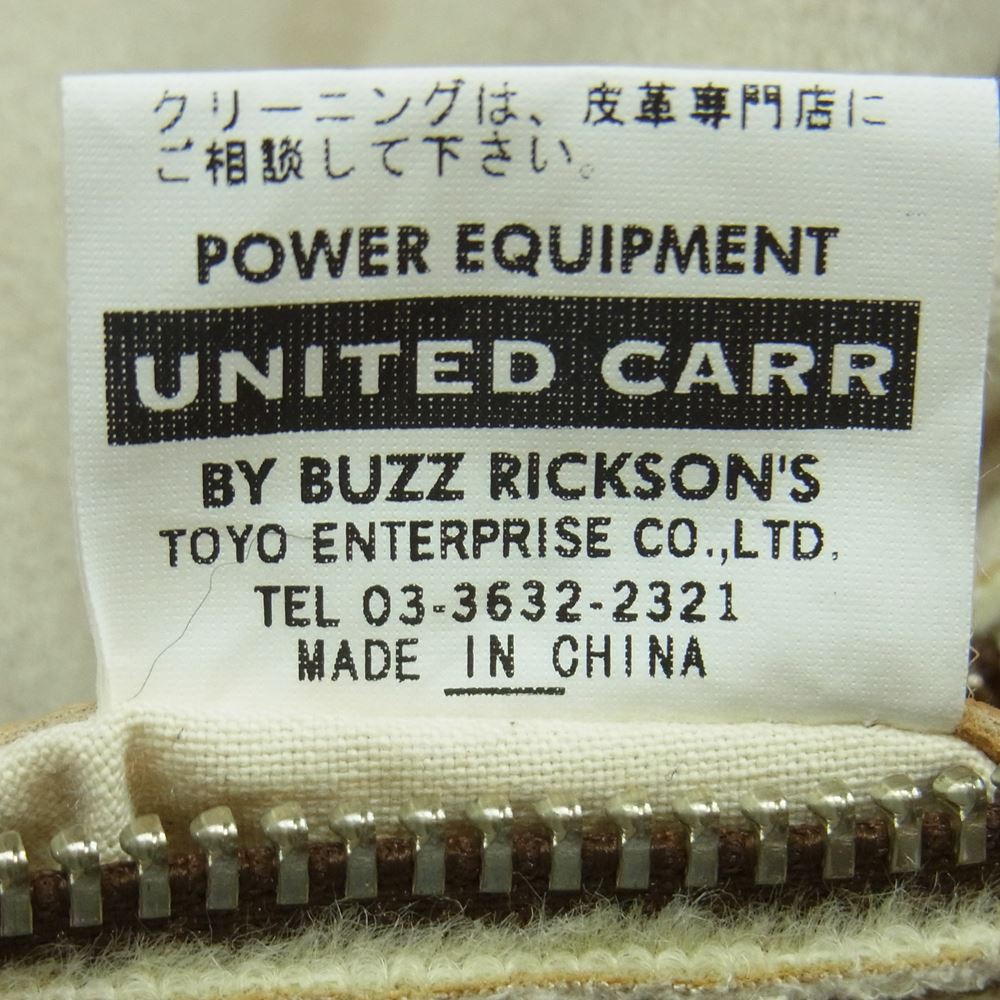 クリーニングは、皮革専門店に
ご相談して下さい。
POWER EQUIPMENT
UNITED CARR
BY BUZZ RICKSON'S
TOYO ENTERPRISE CO.,LTD.
TEL 03-3632-2321
MADE IN CHINA